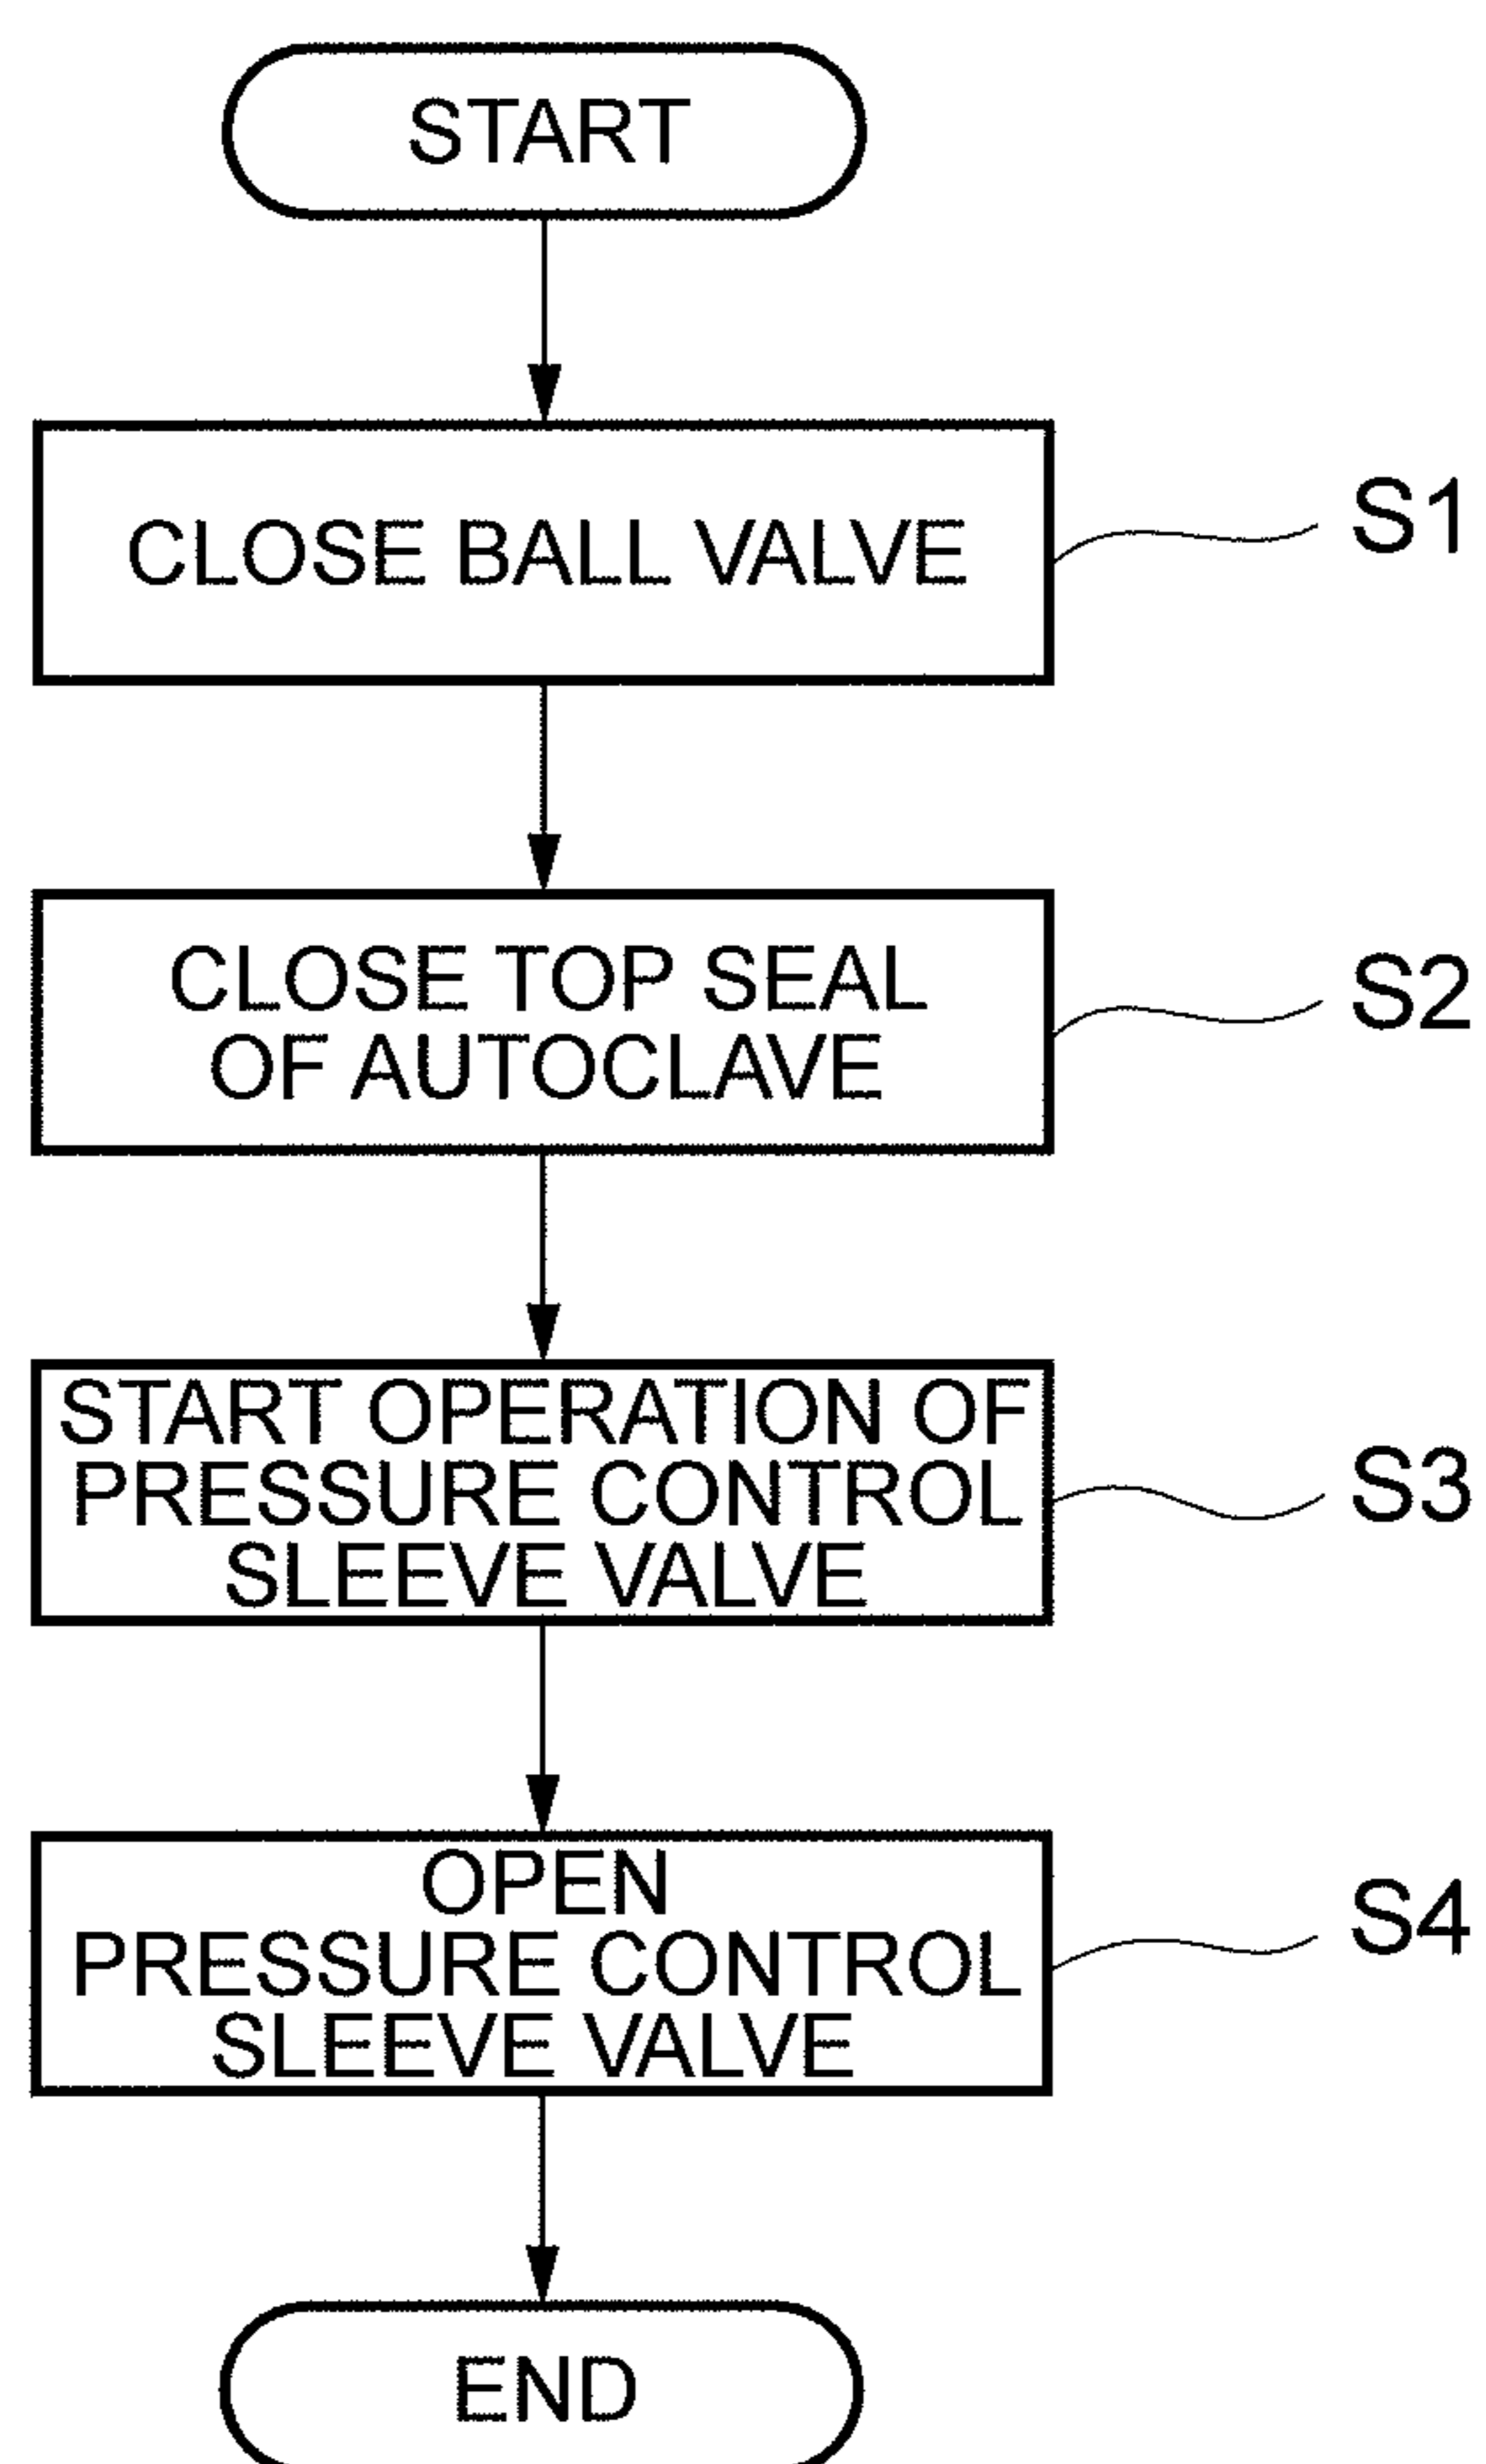 START
CLOSE BALL VALVE
S1
CLOSE TOP SEAL
OF AUTOCLAVE
S2
START OPERATION OF
PRESSURE CONTROL
SLEEVE VALVE
S3
OPEN
PRESSURE CONTROL
SLEEVE VALVE
S4
END